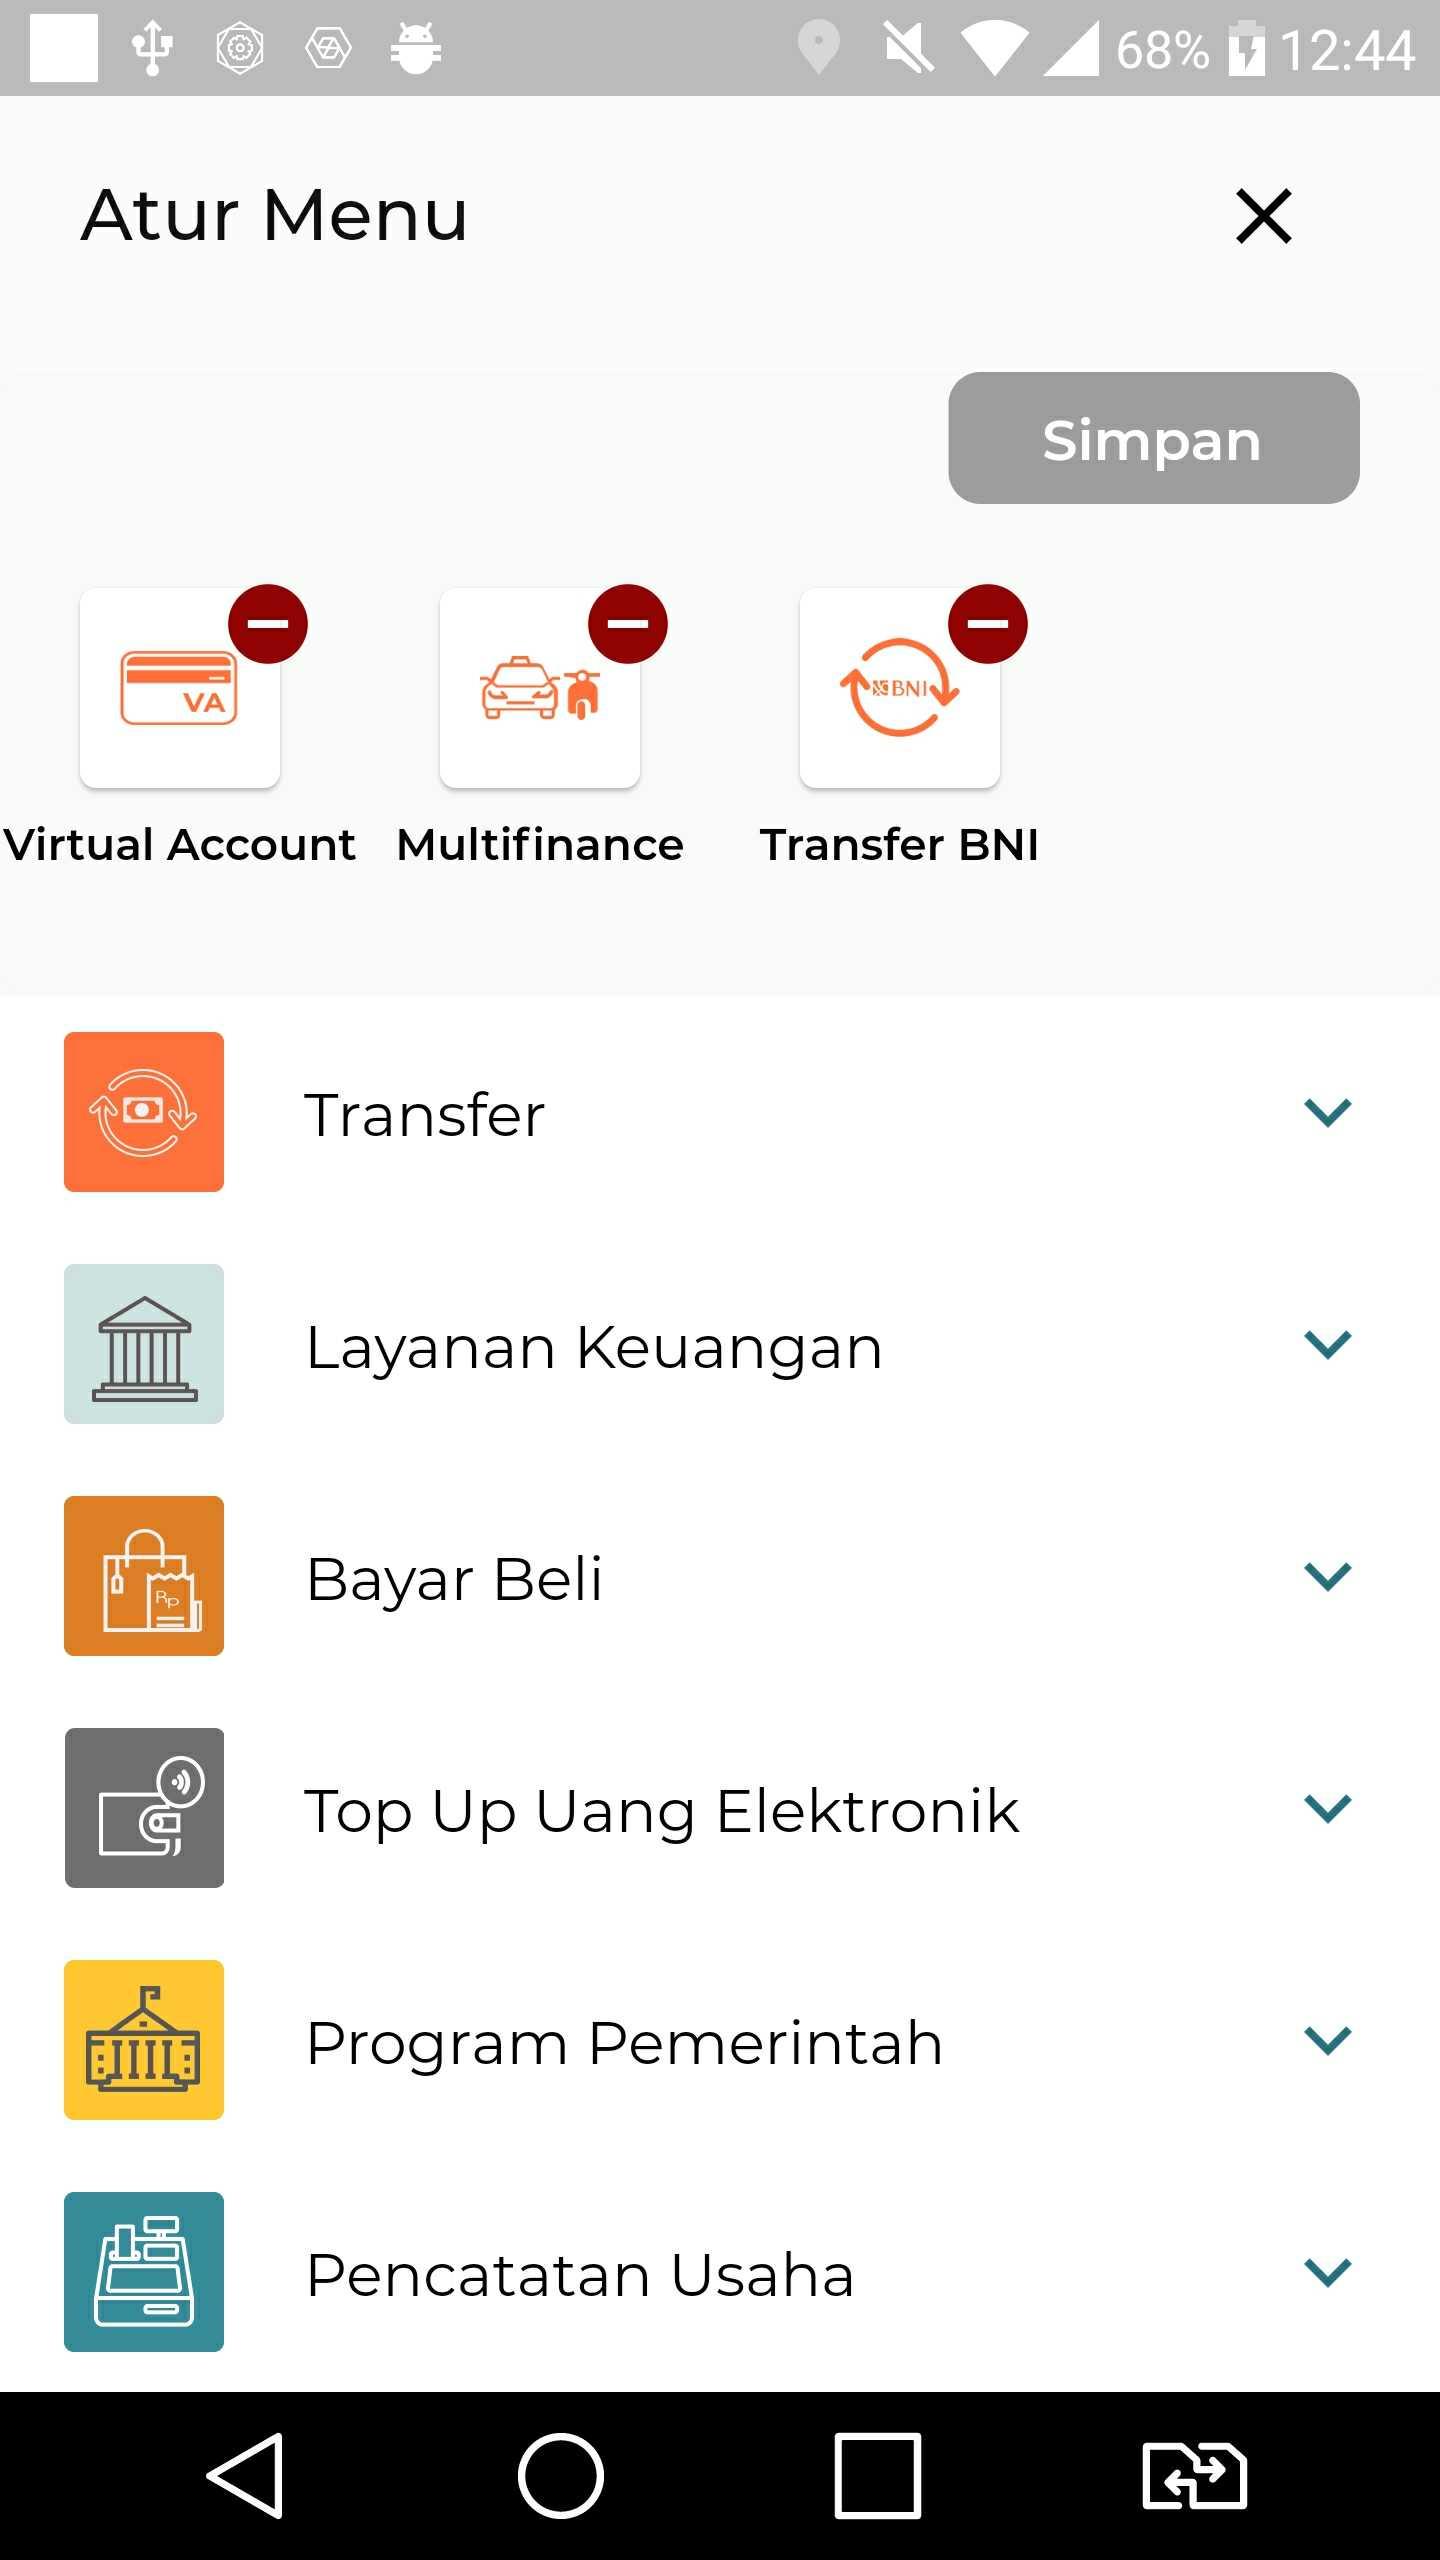 68% 12:44
Atur Menu
Simpan
VA
BNI
Virtual Account
Multifinance
Transfer BNI
Transfer
Layanan Keuangan
RP
Bayar Beli
Top Up Uang Elektronik
Program Pemerintah
Pencatatan Usaha